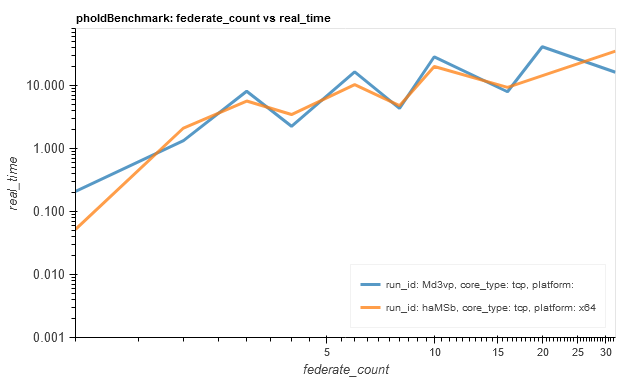 pholdBenchmark: federate_count vs real_time
10.000
1.000
0.100
0.010
0.001
real_time
run_id: Md3vp, core_type: tcp, platform:
run_id: haMSb, core_type: tcp, platform: x64
5 10 15 20 25 30
federate_count